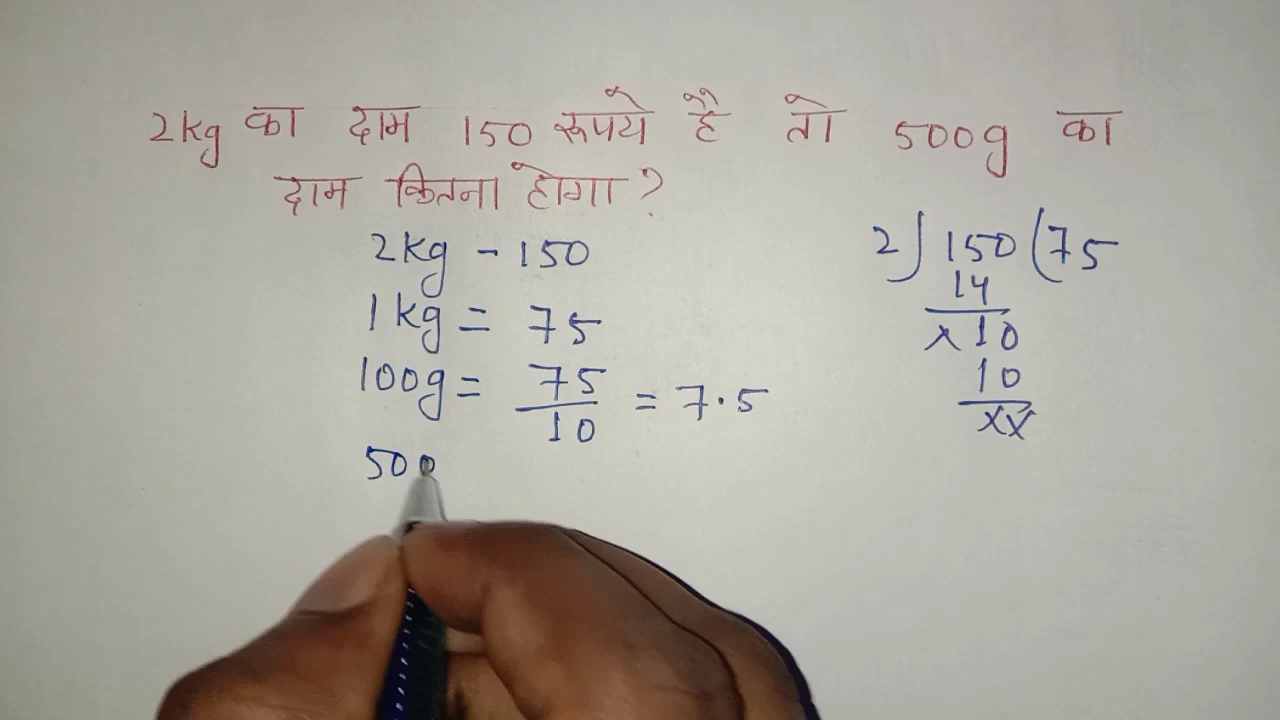 2kg का दाम 150 रूपये है तो 500g का
दाम कितना होगा?
2kg - 150
1kg = 75
100g = 75/10 = 7.5
500
2) 150 (75
14
x10
10
xx